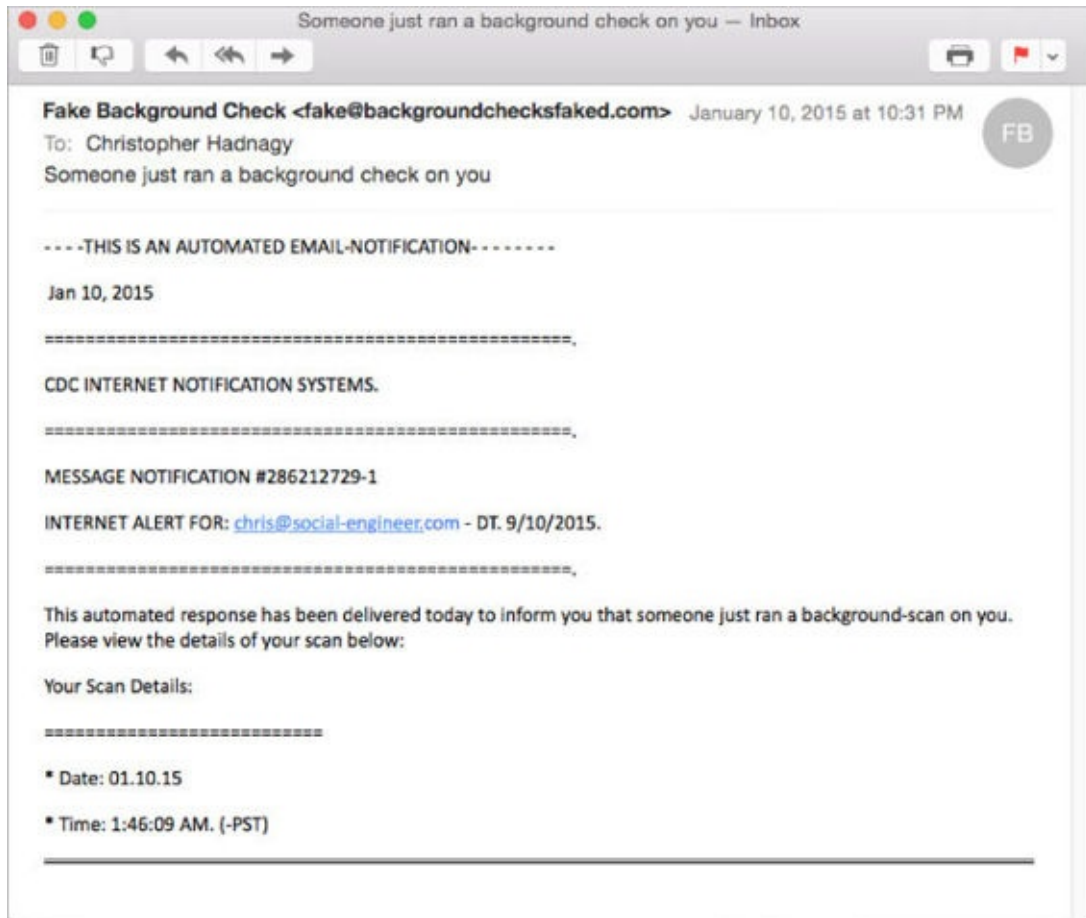 Someone just ran a background check on you — Inbox
Fake Background Check <fake@backgroundchecksfaked.com> January 10, 2015 at 10:31 PM
FB
To: Christopher Hadnagy
Someone just ran a background check on you
- - - -THIS IS AN AUTOMATED EMAIL-NOTIFICATION- - - - - - - -
Jan 10, 2015
===================================================.
CDC INTERNET NOTIFICATION SYSTEMS.
===================================================.
MESSAGE NOTIFICATION #286212729-1
INTERNET ALERT FOR: chris@social-engineer.com - DT. 9/10/2015.
===================================================.
This automated response has been delivered today to inform you that someone just ran a background-scan on you.
Please view the details of your scan below:
Your Scan Details:
===========================
* Date: 01.10.15
* Time: 1:46:09 AM. (-PST)